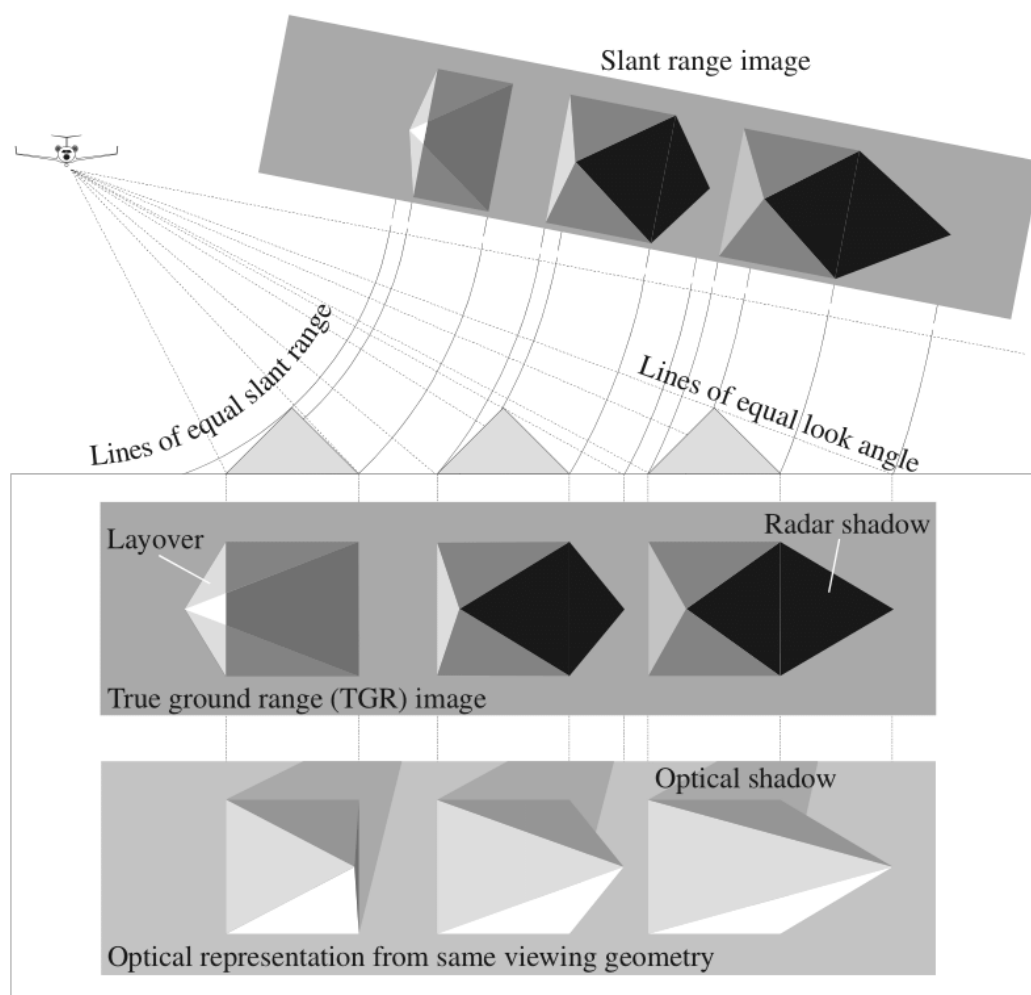 Slant range image
Lines of equal slant range
Lines of equal look angle
Layover
Radar shadow
True ground range (TGR) image
Optical shadow
Optical representation from same viewing geometry